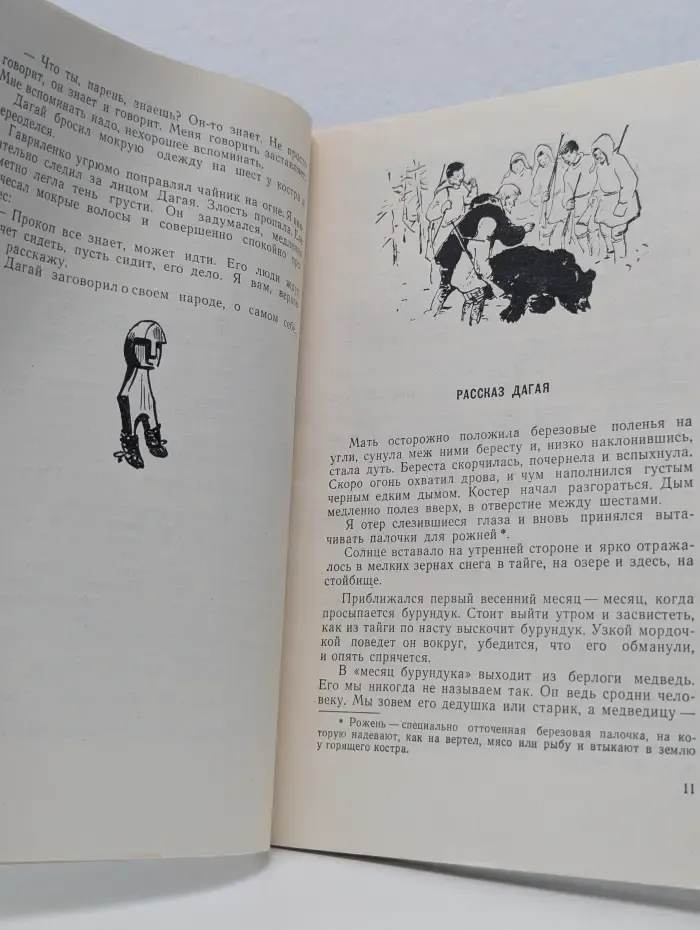 — Что ты, парень, знаешь? Он-то знает. Не
говорит, он знает и говорит. Меня говорить
Мне вспоминать надо, нехорошее вспоминать.
Дагай бросил мокрую одежду на шест у костра и
переоделся.
Гавриленко угрюмо поправлял чайник на огне. Я
следил за лицом Дагая. Злость пропала.
легла тень грусти. Он задумался, медленно
мокрые волосы и совершенно спокойно
— Прокоп все знает, может идти. Его люди
сидеть, пусть сидит, его дело. Я вам,
расскажу.
Дагай заговорил о своем народе, о самом себе,
РАССКАЗ ДАГАЯ
Мать осторожно положила березовые поленья на
угли, сунула меж ними бересту и, низко наклонившись,
стала дуть. Береста скорчилась, почернела и вспыхнула.
Скоро огонь охватил дрова, и чум наполнился густым
черным едким дымом. Костер начал разгораться. Дым
медленно полез вверх, в отверстие между шестами.
Я отер слезившиеся глаза и вновь принялся выта-
чивать палочки для рожней*.
Солнце вставало на утренней стороне и ярко отража-
лось в мелких зернах снега в тайге, на озере и здесь, на
стойбище.
Приближался первый весенний месяц — месяц, когда
просыпается бурундук. Стоит выйти утром и засвистеть,
как из тайги по насту выскочит бурундук. Узкой мордоч-
кой поведет он вокруг, убедится, что его обманули,
и опять спрячется.
В «месяц бурундука» выходит из берлоги медведь.
Его мы никогда не называем так. Он ведь сродни чело-
веку. Мы зовем его дедушка или старик, а медведицу —
* Рожень — специально отточенная березовая палочка, на ко-
торую надевают, как на вертел, мясо или рыбу и втыкают в землю
у горящего костра.
11